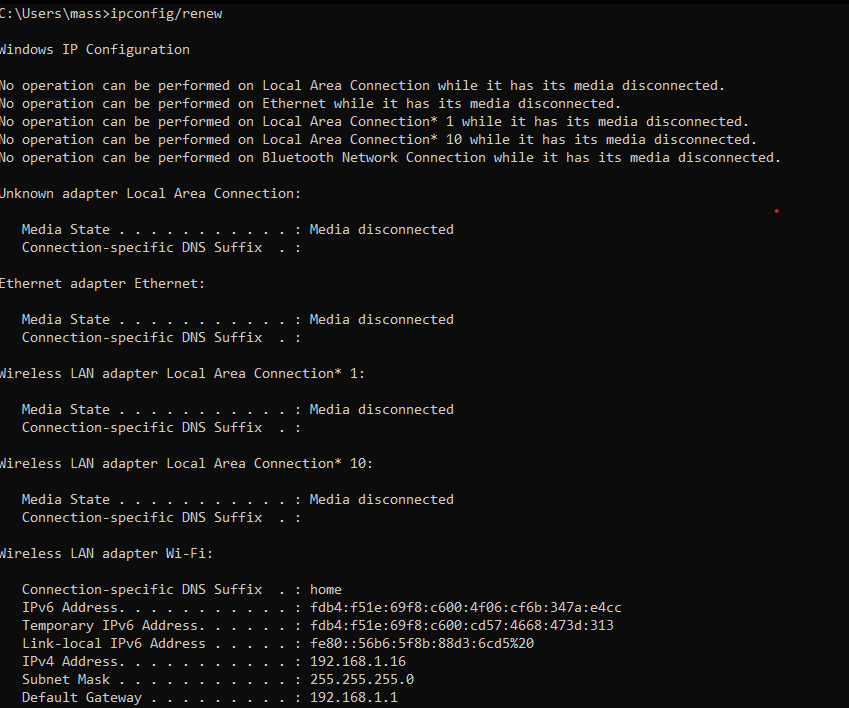 C:\Users\mass>ipconfig/renew
Windows IP Configuration
No operation can be performed on Local Area Connection while it has its media disconnected.
No operation can be performed on Ethernet while it has its media disconnected.
No operation can be performed on Local Area Connection* 1 while it has its media disconnected.
No operation can be performed on Local Area Connection* 10 while it has its media disconnected.
No operation can be performed on Bluetooth Network Connection while it has its media disconnected.
Unknown adapter Local Area Connection:
Media State . . . . . . . . . . . : Media disconnected
Connection-specific DNS Suffix  . :
Ethernet adapter Ethernet:
Media State . . . . . . . . . . . : Media disconnected
Connection-specific DNS Suffix  . :
Wireless LAN adapter Local Area Connection* 1:
Media State . . . . . . . . . . . : Media disconnected
Connection-specific DNS Suffix  . :
Wireless LAN adapter Local Area Connection* 10:
Media State . . . . . . . . . . . : Media disconnected
Connection-specific DNS Suffix  . :
Wireless LAN adapter Wi-Fi:
Connection-specific DNS Suffix  . : home
IPv6 Address. . . . . . . . . . . : fdb4:f51e:69f8:c600:4f06:cf6b:347a:e4cc
Temporary IPv6 Address. . . . . . : fdb4:f51e:69f8:c600:cd57:4668:473d:313
Link-local IPv6 Address . . . . . : fe80::56b6:5f8b:88d3:6cd5%20
IPv4 Address. . . . . . . . . . . : 192.168.1.16
Subnet Mask . . . . . . . . . . . : 255.255.255.0
Default Gateway . . . . . . . . . : 192.168.1.1